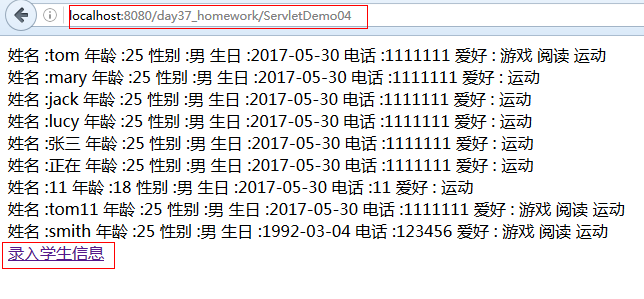 localhost:8080/day37_homework/ServletDemo04
姓名 :tom 年龄 :25 性别 :男 生日 :2017-05-30 电话 :1111111 爱好 : 游戏 阅读 运动
姓名 :mary 年龄 :25 性别 :男 生日 :2017-05-30 电话 :1111111 爱好 : 运动
姓名 :jack 年龄 :25 性别 :男 生日 :2017-05-30 电话 :1111111 爱好 : 运动
姓名 :lucy 年龄 :25 性别 :男 生日 :2017-05-30 电话 :1111111 爱好 : 运动
姓名 :张三 年龄 :25 性别 :男 生日 :2017-05-30 电话 :1111111 爱好 : 运动
姓名 :正在 年龄 :25 性别 :男 生日 :2017-05-30 电话 :1111111 爱好 : 运动
姓名 :11 年龄 :18 性别 :男 生日 :2017-05-30 电话 :11 爱好 : 运动
姓名 :tom11 年龄 :25 性别 :男 生日 :2017-05-30 电话 :1111111 爱好 : 游戏 阅读 运动
姓名 :smith 年龄 :25 性别 :男 生日 :1992-03-04 电话 :123456 爱好 : 游戏 阅读 运动
录入学生信息